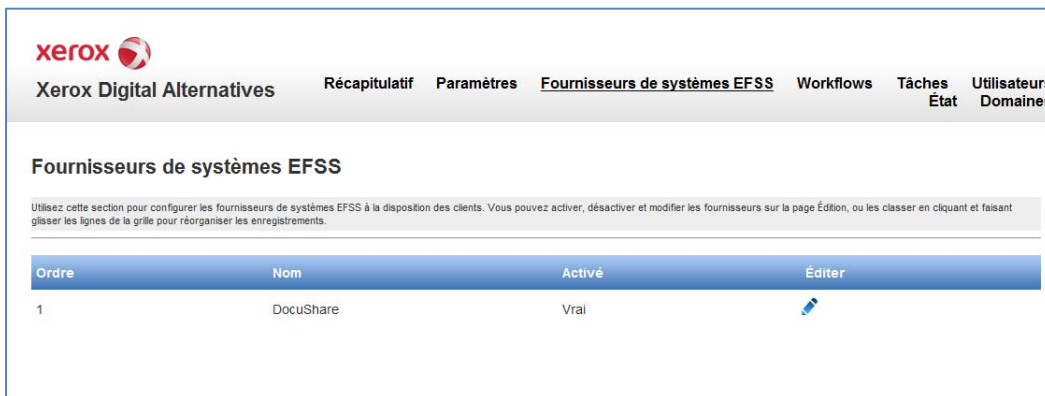 xerox
Xerox Digital Alternatives
Récapitulatif Paramètres Fournisseurs de systèmes EFSS Workflows Tâches
État
Fournisseurs de systèmes EFSS
Utilisez cette section pour configurer les fournisseurs de systèmes EFSS à la disposition des clients. Vous pouvez activer, désactiver et modifier les fournisseurs sur la page Édition, ou les classer en cliquant et faisant
glisser les lignes de la grille pour réorganiser les enregistrements.
Ordre Nom Activé Éditer
1 DocuShare Vrai